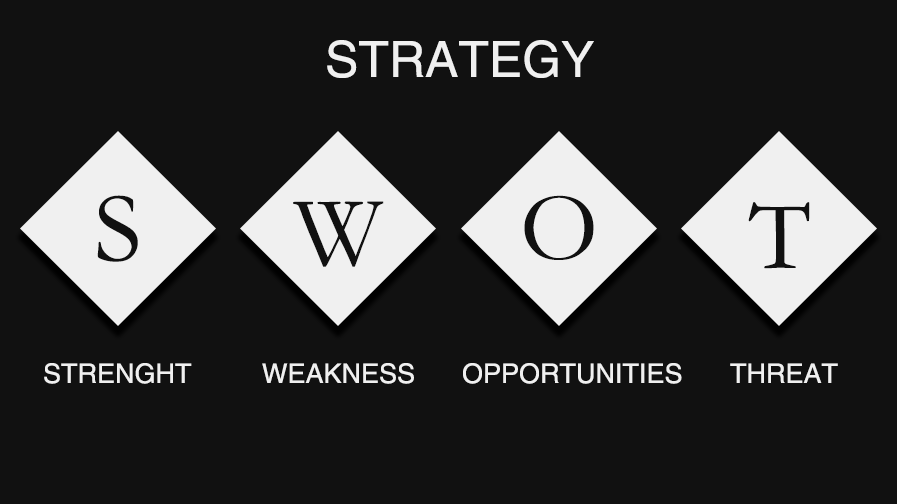 STRATEGY
S W O T
STRENGHT WEAKNESS OPPORTUNITIES THREAT